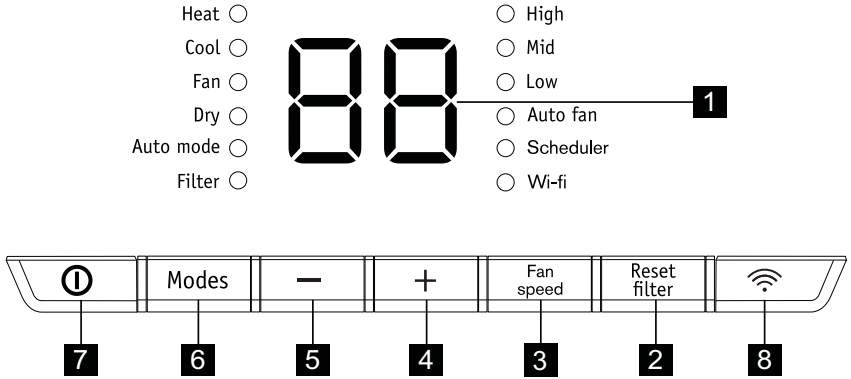 Heat
Cool
Fan
Dry
Auto mode
Filter
88
High
Mid
Low
Auto fan
Scheduler
Wi-fi
1
Modes
−
+
Fan
speed
Reset
filter
7
6
5
4
3
2
8